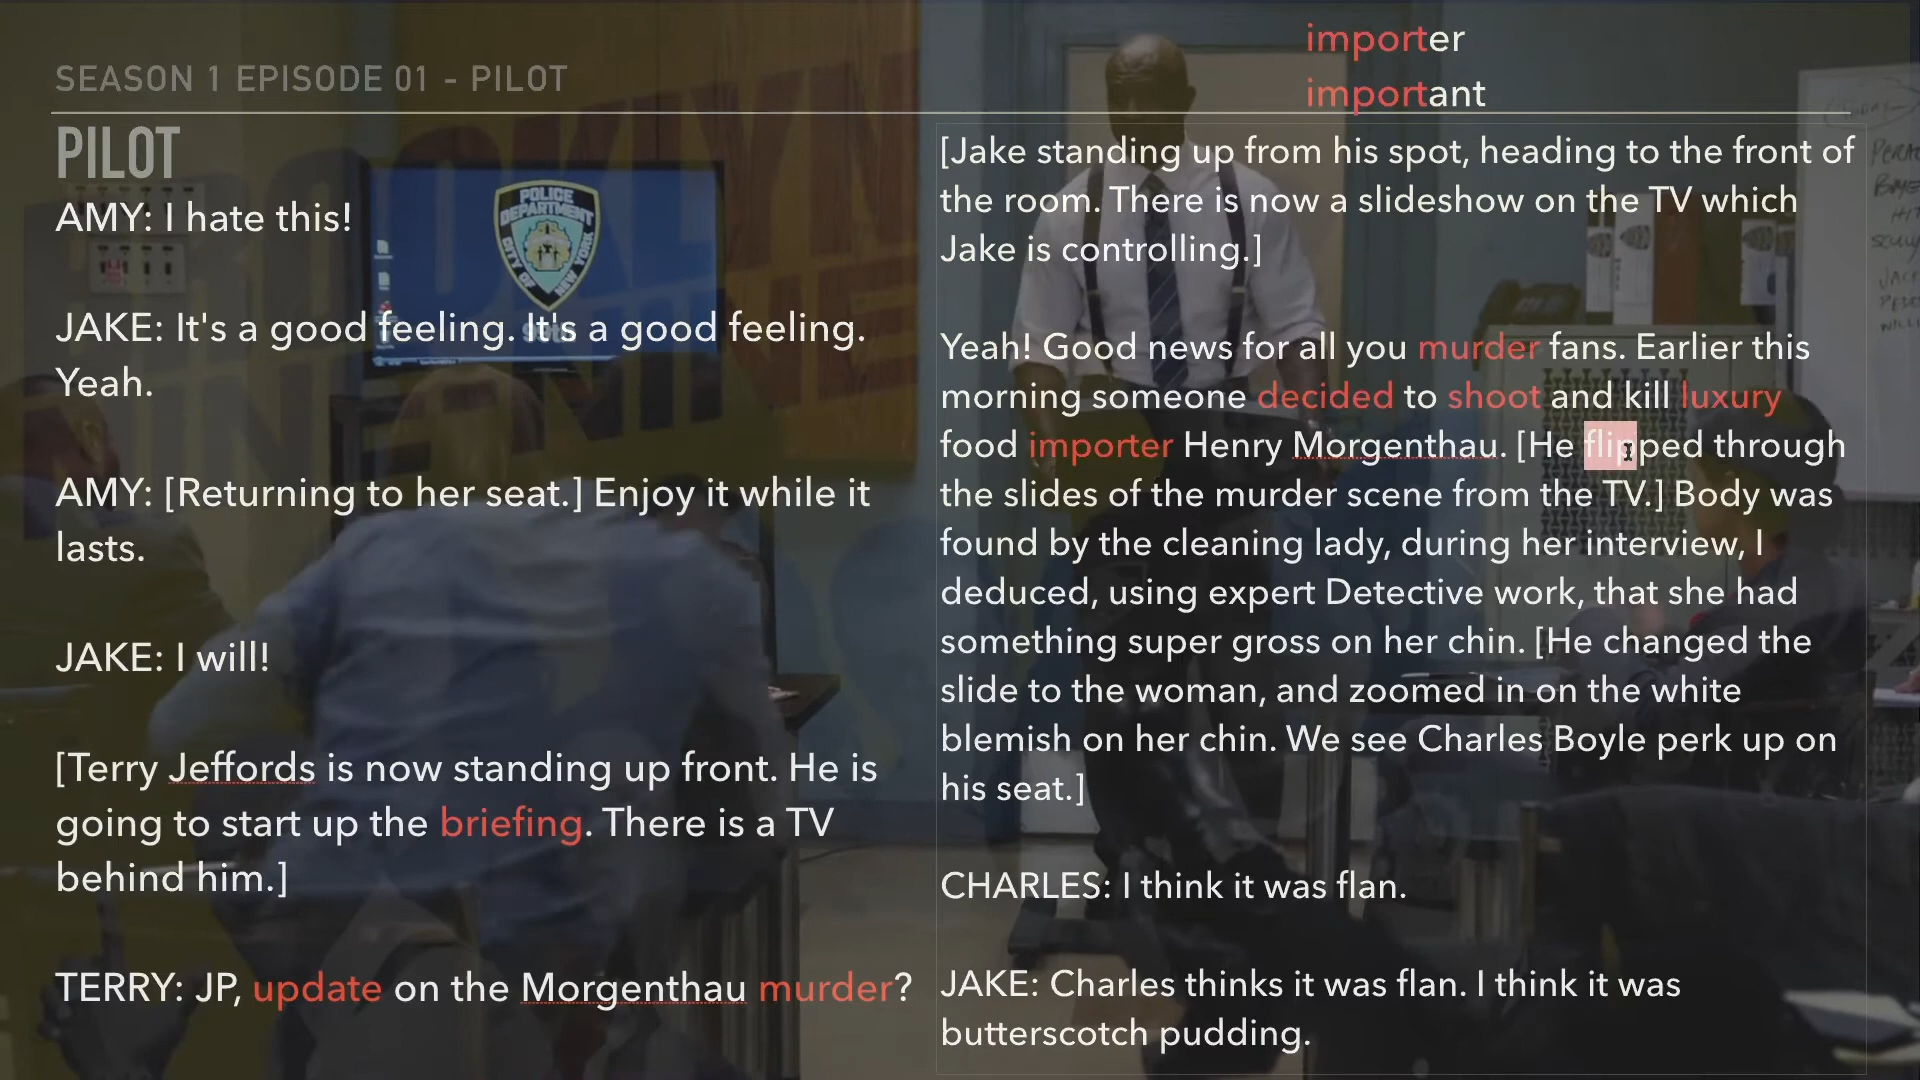 importer
important
SEASON 1 EPISODE 01 - PILOT
PILOT
AMY: I hate this!
JAKE: It's a good feeling. It's a good feeling.
Yeah.
AMY: [Returning to her seat.] Enjoy it while it
lasts.
JAKE: I will!
[Terry Jeffords is now standing up front. He is
going to start up the briefing. There is a TV
behind him.]
TERRY: JP, update on the Morgenthau murder?
[Jake standing up from his spot, heading to the front of
the room. There is now a slideshow on the TV which
Jake is controlling.]
Yeah! Good news for all you murder fans. Earlier this
morning someone decided to shoot and kill luxury
food importer Henry Morgenthau. [He flipped through
the slides of the murder scene from the TV.] Body was
found by the cleaning lady, during her interview, I
deduced, using expert Detective work, that she had
something super gross on her chin. [He changed the
slide to the woman, and zoomed in on the white
blemish on her chin. We see Charles Boyle perk up on
his seat.]
CHARLES: I think it was flan.
JAKE: Charles thinks it was flan. I think it was
butterscotch pudding.
POLICE
DEPARTMENT
CITY OF
NEW YORK